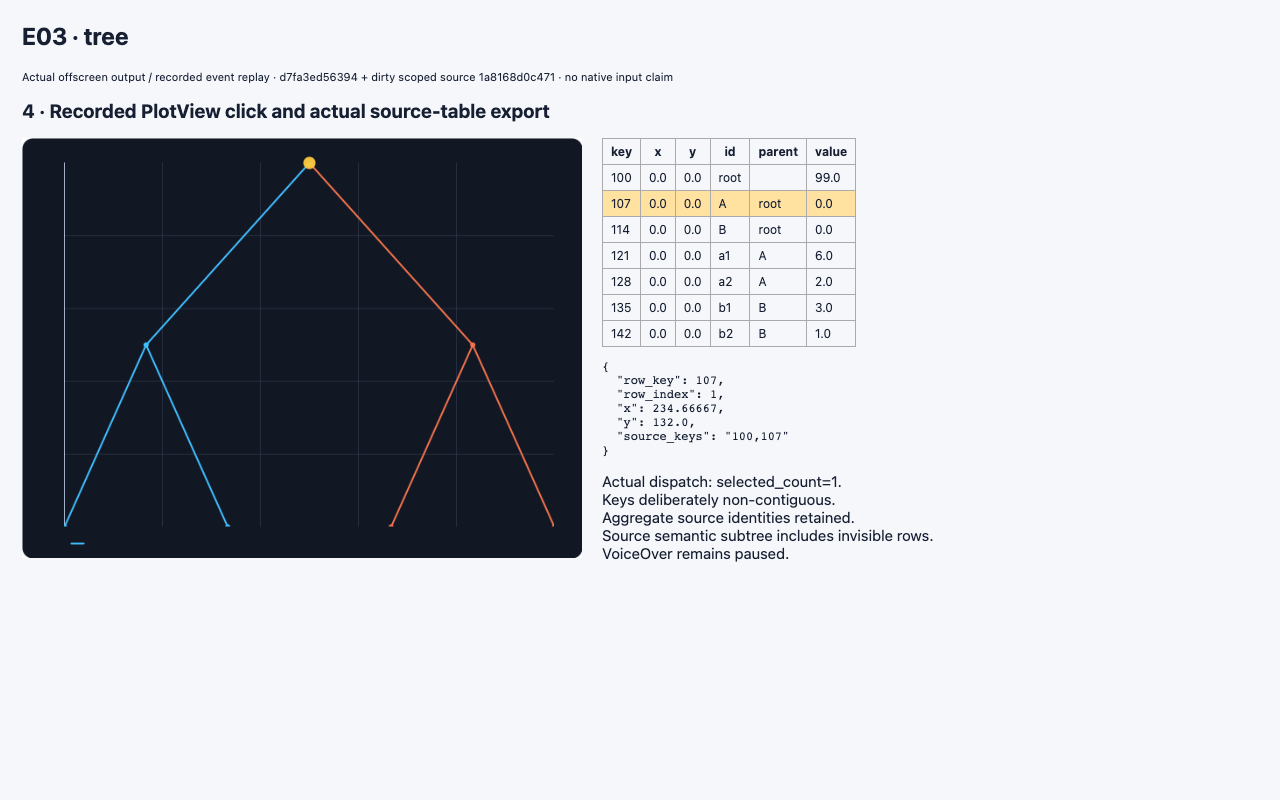 E03 · tree
Actual offscreen output / recorded event replay · d7fa3ed56394 + dirty scoped source 1a8168d0c471 · no native input claim
4 · Recorded PlotView click and actual source-table export
key x y id parent value
100 0.0 0.0 root 99.0
107 0.0 0.0 A root 0.0
114 0.0 0.0 B root 0.0
121 0.0 0.0 a1 A 6.0
128 0.0 0.0 a2 A 2.0
135 0.0 0.0 b1 B 3.0
142 0.0 0.0 b2 B 1.0
{
"row_key": 107,
"row_index": 1,
"x": 234.66667,
"y": 132.0,
"source_keys": "100,107"
}
Actual dispatch: selected_count=1.
Keys deliberately non-contiguous.
Aggregate source identities retained.
Source semantic subtree includes invisible rows.
VoiceOver remains paused.